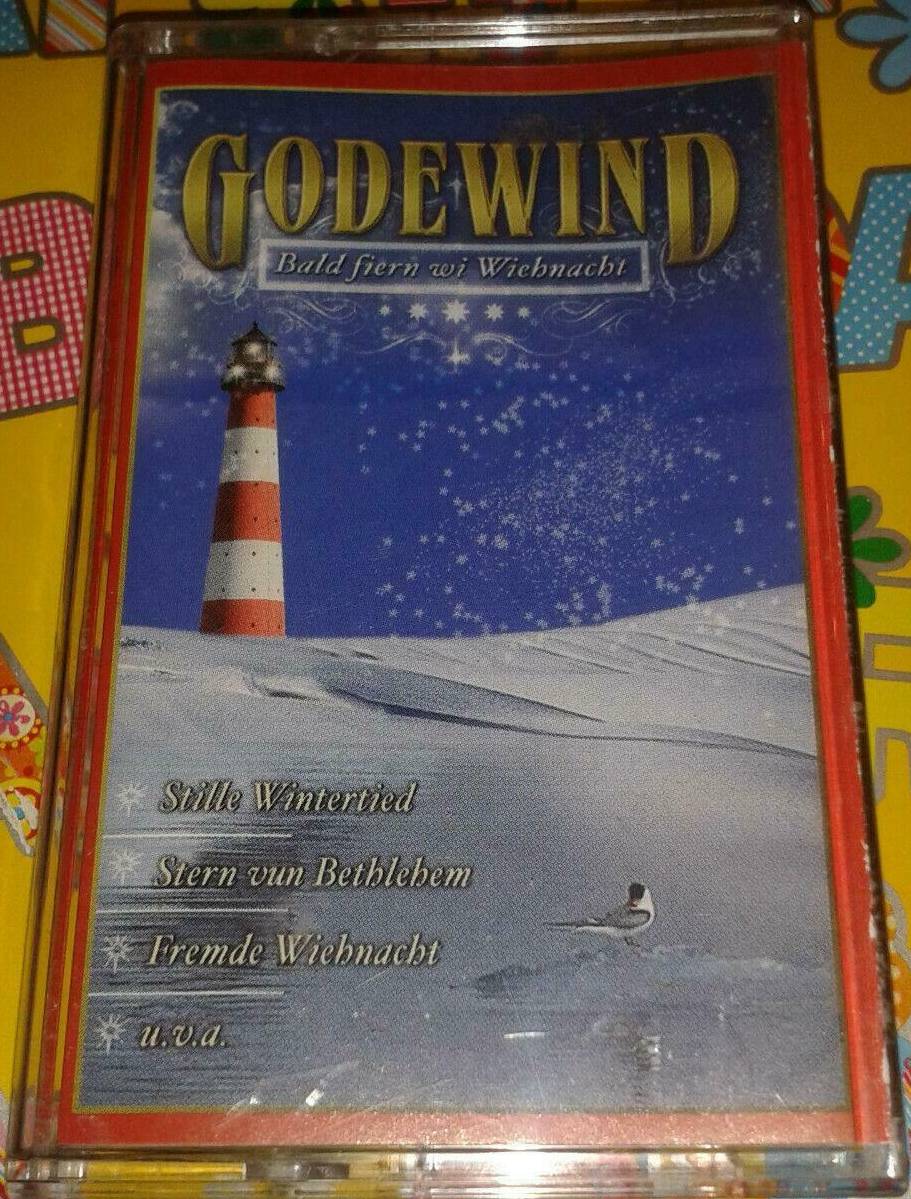 GODEWIND
Bald fiern wi Wiehnacht
Stille Wintertied
Stern vun Bethlehem
Fremde Wiehnacht
u.v.a.
B
A